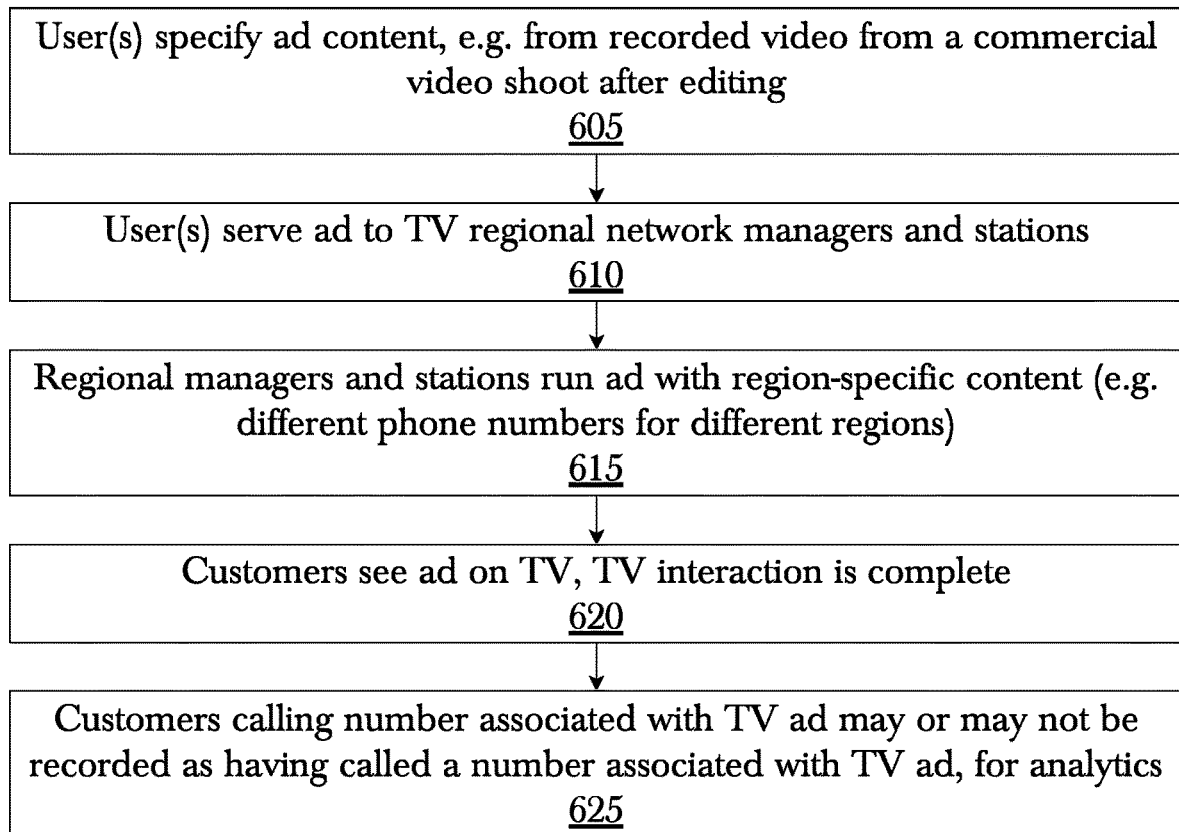 User(s) specify ad content, e.g. from recorded video from a commercial
video shoot after editing
605
User(s) serve ad to TV regional network managers and stations
610
Regional managers and stations run ad with region-specific content (e.g.
different phone numbers for different regions)
615
Customers see ad on TV, TV interaction is complete
620
Customers calling number associated with TV ad may or may not be
recorded as having called a number associated with TV ad, for analytics
625